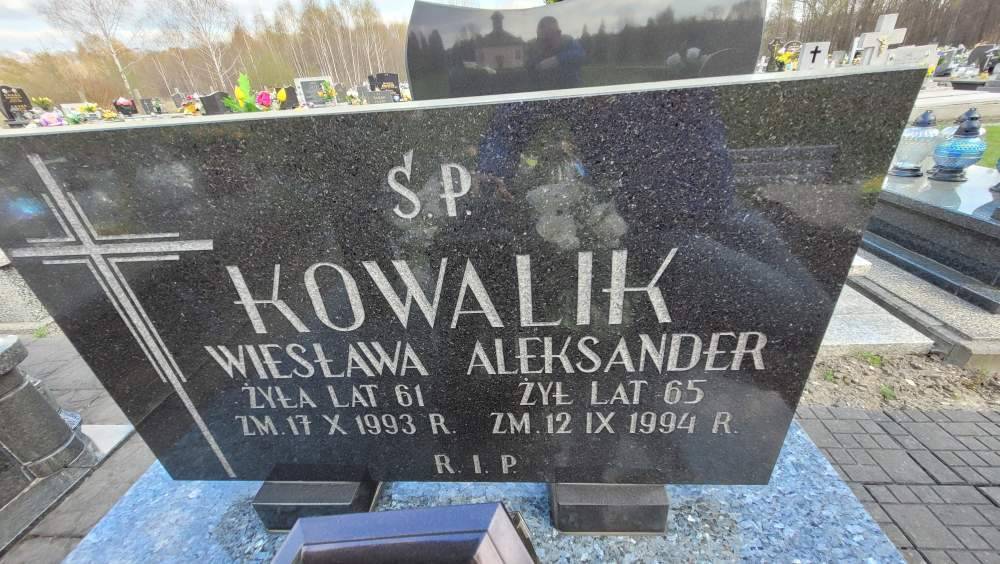 Ś.P.
KOWALIK
WIESŁAWA ALEKSANDER
ŻYŁA LAT 61 ŻYŁ LAT 65
ZM. 17 X 1993 R. ZM. 12 IX 1994 R.
R.I.P.